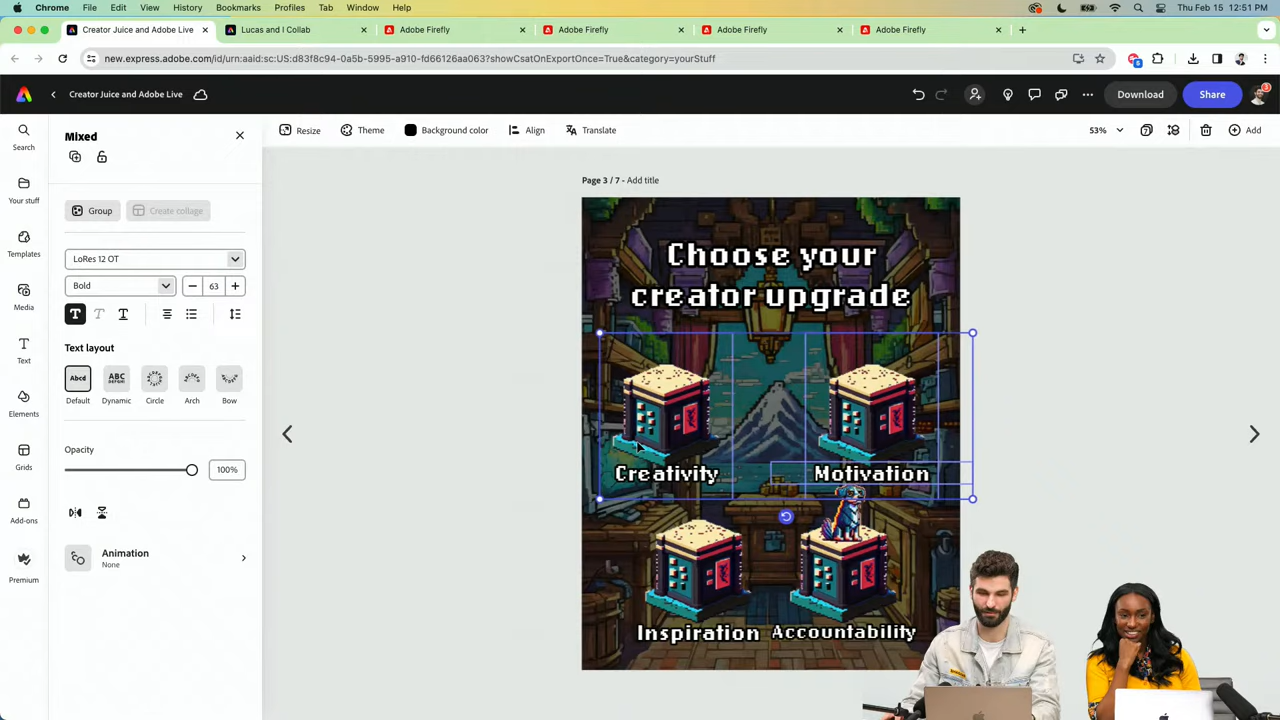 Chrome File Edit View History Bookmarks Profiles Tab Window Help
Thu Feb 15 12:51 PM
Creator Juice and Adobe Live
Lucas and I Collab
Adobe Firefly
Adobe Firefly
Adobe Firefly
Adobe Firefly
new.express.adobe.com/id/urn:aaid:sc:US:d83f8c94-0a5b-5995-a910-fd66126aa063?showCsatOnExportOnce=True&category=yourStuff
Creator Juice and Adobe Live
Download
Share
3
Search
Your stuff
Templates
Media
Text
Elements
Grids
Add-ons
Premium
Mixed
Group
Create collage
LoRes 12 OT
Bold
63
Text layout
Abcd
ABC
Default
Dynamic
Circle
Arch
Bow
Opacity
100%
Animation
None
Resize
Theme
Background color
Align
Translate
53%
7
Add
Page 3 / 7 - Add title
Choose your
creator upgrade
Creativity
Motivation
Inspiration
Accountability